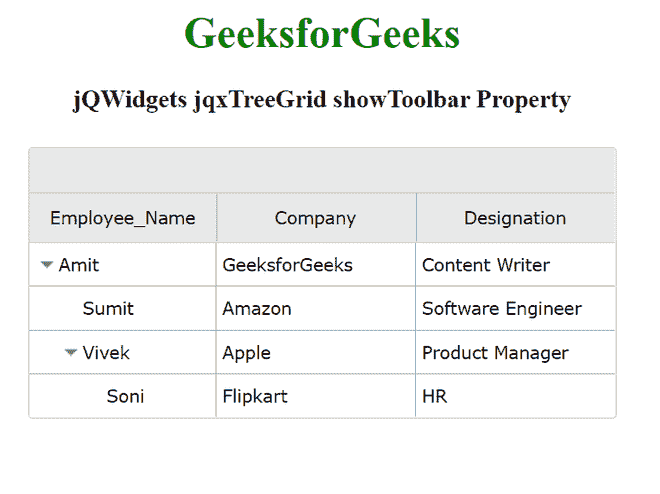 GeeksforGeeks
jQWidgets jqxTreeGrid showToolbar Property
Employee_Name Company Designation
Amit GeeksforGeeks Content Writer
Sumit Amazon Software Engineer
Vivek Apple Product Manager
Soni Flipkart HR